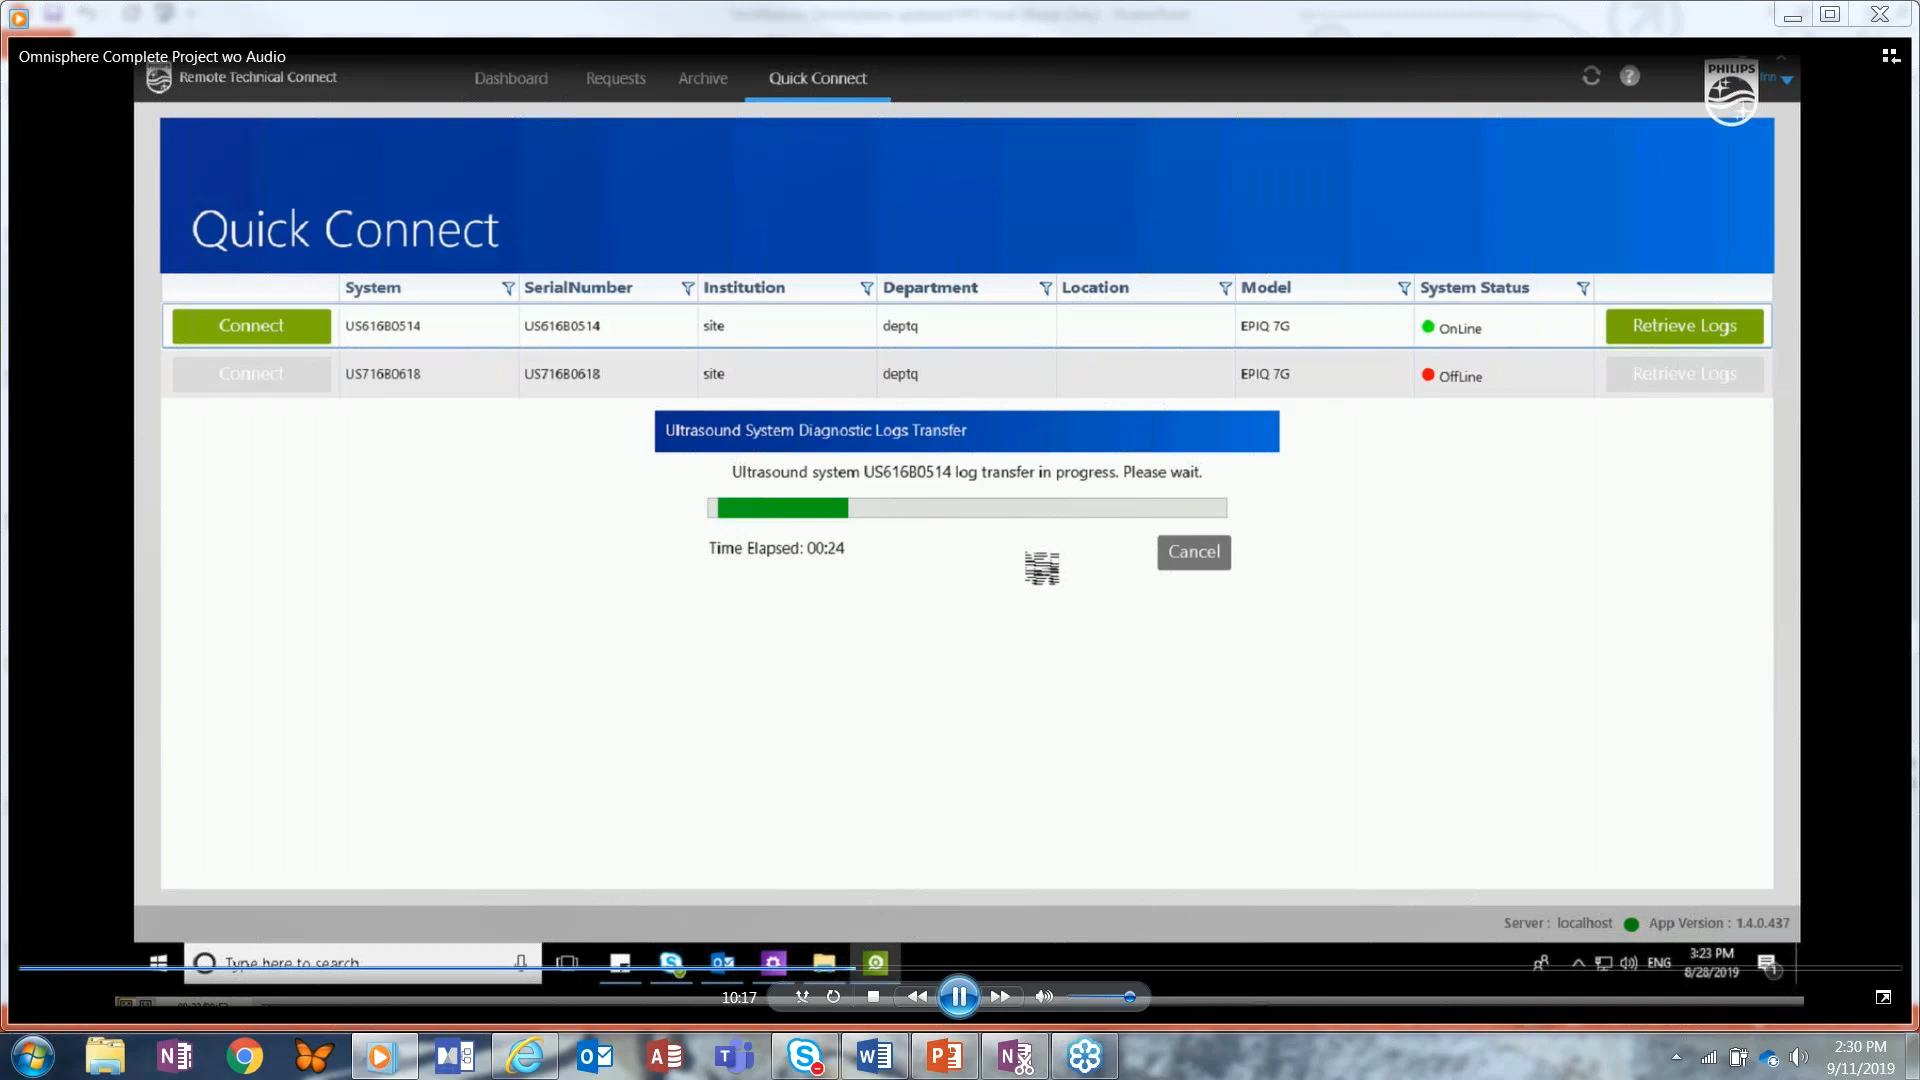 Omnisphere Complete Project wo Audio
Remote Technical Connect
Dashboard Requests Archive Quick Connect
PHILIPS
Quick Connect
System SerialNumber Institution Department Location Model System Status
Connect US616B0514 US616B0514 site deptq EPIQ 7G OnLine Retrieve Logs
Connect US716B0618 US716B0618 site deptq EPIQ 7G OffLine Retrieve Logs
Ultrasound System Diagnostic Logs Transfer
Ultrasound system US616B0514 log transfer in progress. Please wait.
Time Elapsed: 00:24
Cancel
Server : localhost App Version : 1.4.0.437
Type here to search
ENG
3:23 PM
8/28/2019
10:17
2:30 PM
9/11/2019